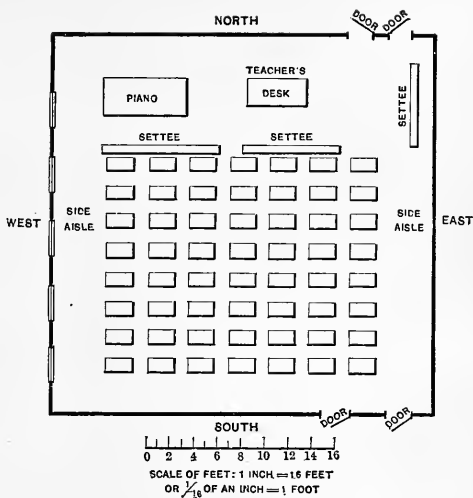 NORTH
DOOR DOOR
TEACHER'S
DESK
PIANO
SETTEE
SETTEE SETTEE
WEST
SIDE
AISLE
SIDE
AISLE
EAST
SOUTH
DOOR DOOR
0 2 4 6 8 10 12 14 16
SCALE OF FEET: 1 INCH = 16 FEET
OR 1/16 OF AN INCH = 1 FOOT